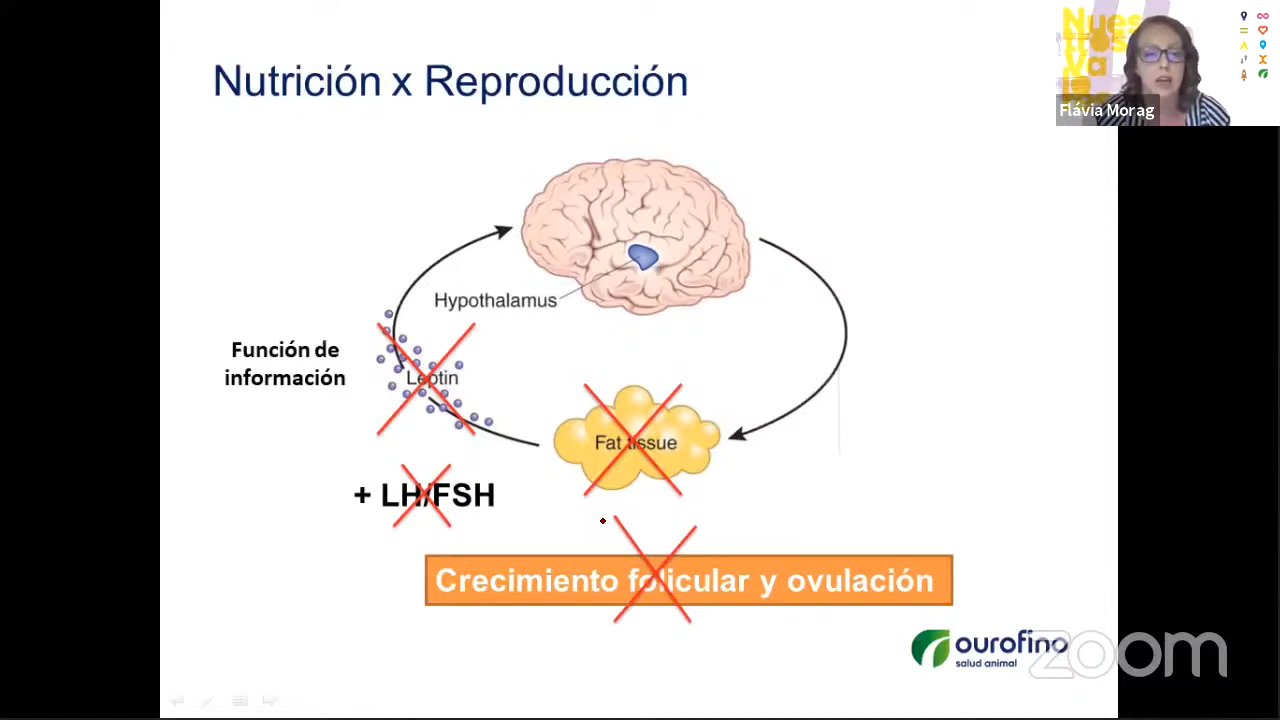 Nutrición x Reproducción
Flávia Morag
Hypothalamus
Función de
información
Leptin
Fat tissue
+ LH/FSH
Crecimiento folicular y ovulación
ourofino
salud animal
zoom